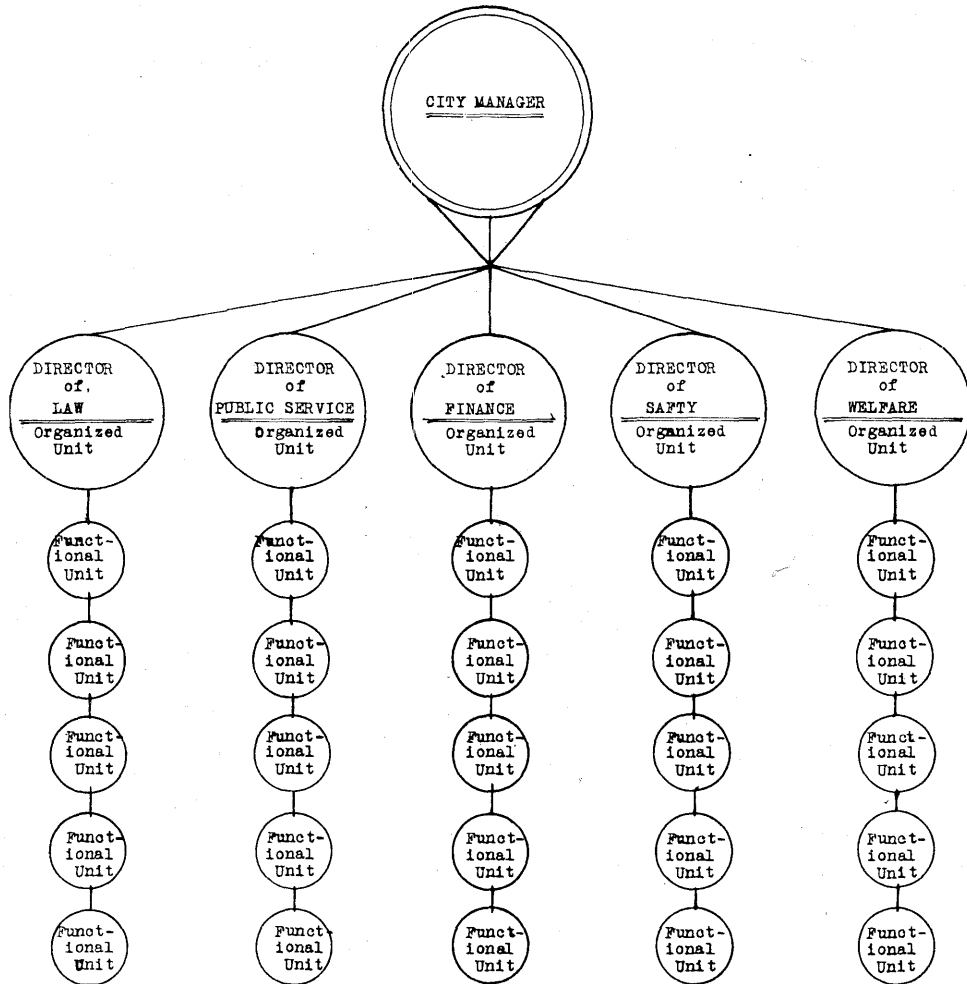 CITY MANAGER
DIRECTOR
of,
LAW
Organized
Unit
DIRECTOR
of
PUBLIC SERVICE
Organized
Unit
DIRECTOR
of
FINANCE
Organized
Unit
DIRECTOR
of
SAFTY
Organized
Unit
DIRECTOR
of
WELFARE
Organized
Unit
Funct-
ional
Unit
Funct-
ional
Unit
Funct-
ional
Unit
Funct-
ional
Unit
Funct-
ional
Unit
Funct-
ional
Unit
Funct-
ional
Unit
Funct-
ional
Unit
Funct-
ional
Unit
Funct-
ional
Unit
Funct-
ional
Unit
Funct-
ional
Unit
Funct-
ional
Unit
Funct-
ional
Unit
Funct-
ional
Unit
Funct-
ional
Unit
Funct-
ional
Unit
Funct-
ional
Unit
Funct-
ional
Unit
Funct-
ional
Unit
Funct-
ional
Unit
Funct-
ional
Unit
Funct-
ional
Unit
Funct-
ional
Unit
Funct-
ional
Unit